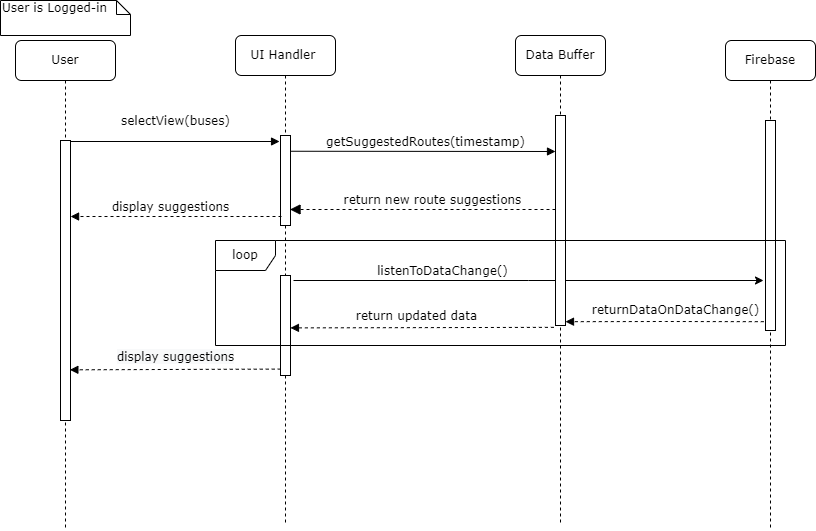 User is Logged-in
User
UI Handler
Data Buffer
Firebase
selectView(buses)
getSuggestedRoutes(timestamp)
return new route suggestions
display suggestions
loop
listenToDataChange()
returnDataOnDataChange()
return updated data
display suggestions